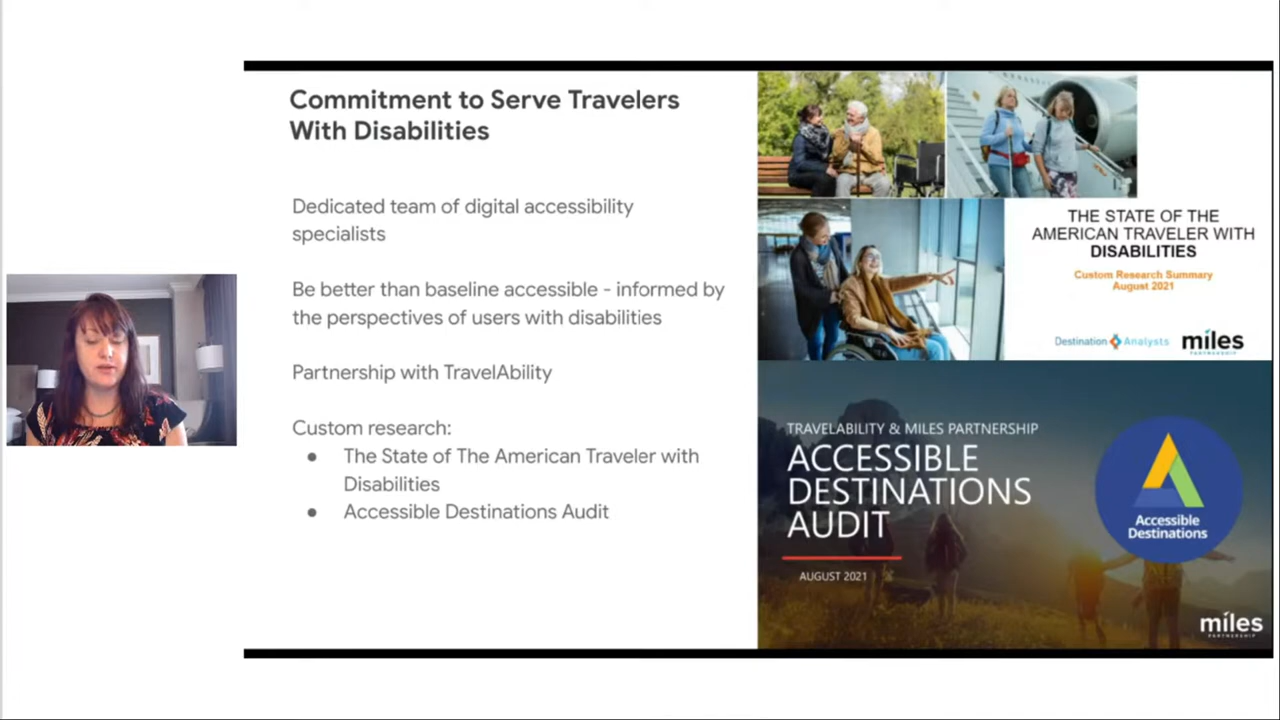 Commitment to Serve Travelers
With Disabilities
Dedicated team of digital accessibility
specialists
Be better than baseline accessible - informed by
the perspectives of users with disabilities
Partnership with TravelAbility
Custom research:
● The State of The American Traveler with
Disabilities
● Accessible Destinations Audit
THE STATE OF THE
AMERICAN TRAVELER WITH
DISABILITIES
Custom Research Summary
August 2021
Destination Analysts
miles
PARTNERSHIP
TRAVELABILITY & MILES PARTNERSHIP
ACCESSIBLE
DESTINATIONS
AUDIT
AUGUST 2021
Accessible
Destinations
miles
PARTNERSHIP